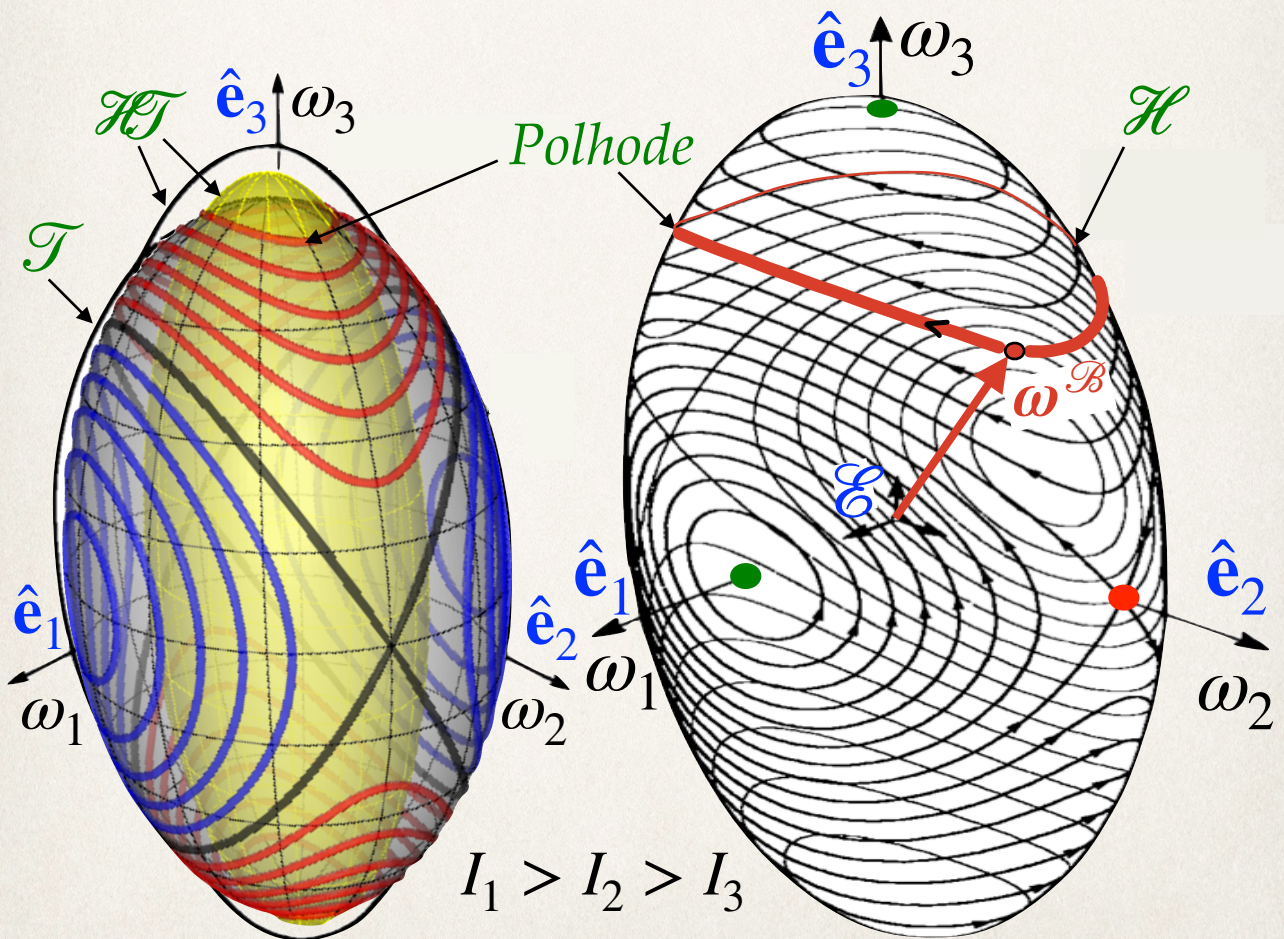 ê₃ ω₃
ℋ𝒯
𝒯
Polhode
ê₁
ω₁
ê₂
ω₂
I₁ > I₂ > I₃
ê₃ ω₃
ℋ
ω^ℬ
ℰ
ê₁
ω₁
ê₂
ω₂